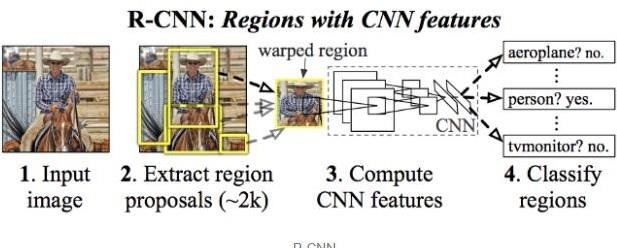 R-CNN: Regions with CNN features
warped region
aeroplane? no.
person? yes.
tvmonitor? no.
CNN
1. Input
image
2. Extract region
proposals (~2k)
3. Compute
CNN features
4. Classify
regions
R-CNN